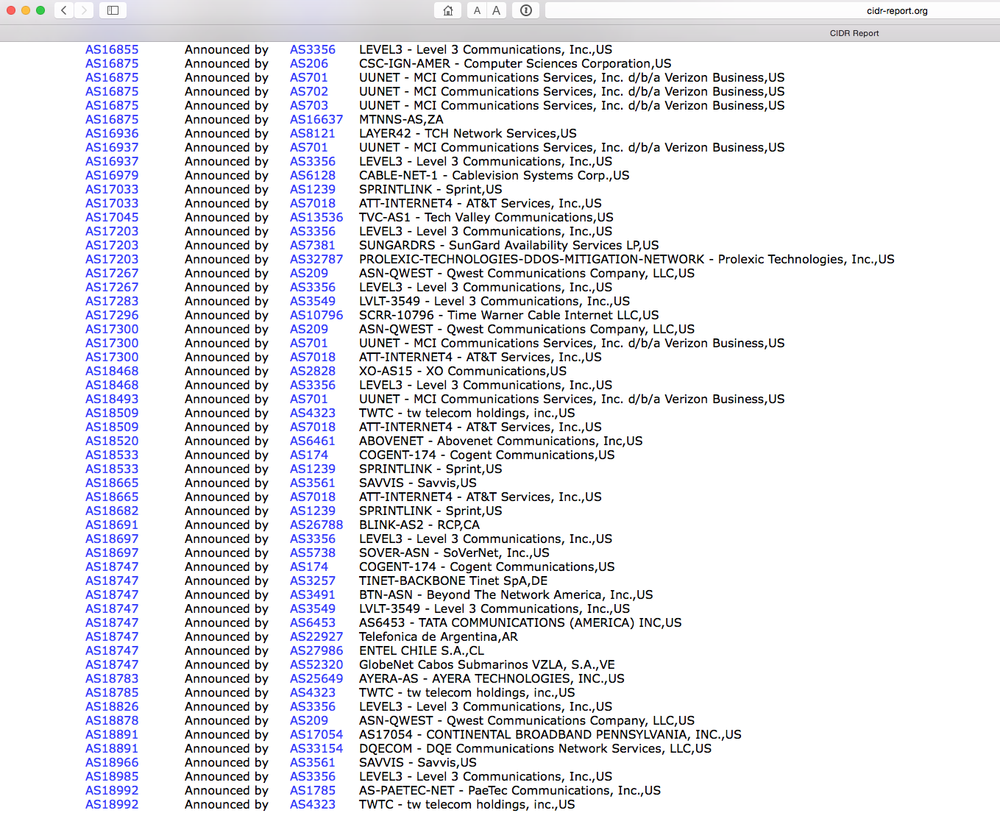 A A cidr-report.org
CIDR Report
AS16855 Announced by AS3356 LEVEL3 - Level 3 Communications, Inc.,US
AS16875 Announced by AS206 CSC-IGN-AMER - Computer Sciences Corporation,US
AS16875 Announced by AS701 UUNET - MCI Communications Services, Inc. d/b/a Verizon Business,US
AS16875 Announced by AS702 UUNET - MCI Communications Services, Inc. d/b/a Verizon Business,US
AS16875 Announced by AS703 UUNET - MCI Communications Services, Inc. d/b/a Verizon Business,US
AS16875 Announced by AS16637 MTNNS-AS,ZA
AS16936 Announced by AS8121 LAYER42 - TCH Network Services,US
AS16937 Announced by AS701 UUNET - MCI Communications Services, Inc. d/b/a Verizon Business,US
AS16937 Announced by AS3356 LEVEL3 - Level 3 Communications, Inc.,US
AS16979 Announced by AS6128 CABLE-NET-1 - Cablevision Systems Corp.,US
AS17033 Announced by AS1239 SPRINTLINK - Sprint,US
AS17033 Announced by AS7018 ATT-INTERNET4 - AT&T Services, Inc.,US
AS17045 Announced by AS13536 TVC-AS1 - Tech Valley Communications,US
AS17203 Announced by AS3356 LEVEL3 - Level 3 Communications, Inc.,US
AS17203 Announced by AS7381 SUNGARDRS - SunGard Availability Services LP,US
AS17203 Announced by AS32787 PROLEXIC-TECHNOLOGIES-DDOS-MITIGATION-NETWORK - Prolexic Technologies, Inc.,US
AS17267 Announced by AS209 ASN-QWEST - Qwest Communications Company, LLC,US
AS17267 Announced by AS3356 LEVEL3 - Level 3 Communications, Inc.,US
AS17283 Announced by AS3549 LVLT-3549 - Level 3 Communications, Inc.,US
AS17296 Announced by AS10796 SCRR-10796 - Time Warner Cable Internet LLC,US
AS17300 Announced by AS209 ASN-QWEST - Qwest Communications Company, LLC,US
AS17300 Announced by AS701 UUNET - MCI Communications Services, Inc. d/b/a Verizon Business,US
AS17300 Announced by AS7018 ATT-INTERNET4 - AT&T Services, Inc.,US
AS18468 Announced by AS2828 XO-AS15 - XO Communications,US
AS18468 Announced by AS3356 LEVEL3 - Level 3 Communications, Inc.,US
AS18493 Announced by AS701 UUNET - MCI Communications Services, Inc. d/b/a Verizon Business,US
AS18509 Announced by AS4323 TWTC - tw telecom holdings, inc.,US
AS18509 Announced by AS7018 ATT-INTERNET4 - AT&T Services, Inc.,US
AS18520 Announced by AS6461 ABOVENET - Abovenet Communications, Inc,US
AS18533 Announced by AS174 COGENT-174 - Cogent Communications,US
AS18533 Announced by AS1239 SPRINTLINK - Sprint,US
AS18665 Announced by AS3561 SAVVIS - Savvis,US
AS18665 Announced by AS7018 ATT-INTERNET4 - AT&T Services, Inc.,US
AS18682 Announced by AS1239 SPRINTLINK - Sprint,US
AS18691 Announced by AS26788 BLINK-AS2 - RCP,CA
AS18697 Announced by AS3356 LEVEL3 - Level 3 Communications, Inc.,US
AS18697 Announced by AS5738 SOVER-ASN - SoVerNet, Inc.,US
AS18747 Announced by AS174 COGENT-174 - Cogent Communications,US
AS18747 Announced by AS3257 TINET-BACKBONE Tinet SpA,DE
AS18747 Announced by AS3491 BTN-ASN - Beyond The Network America, Inc.,US
AS18747 Announced by AS3549 LVLT-3549 - Level 3 Communications, Inc.,US
AS18747 Announced by AS6453 AS6453 - TATA COMMUNICATIONS (AMERICA) INC,US
AS18747 Announced by AS22927 Telefonica de Argentina,AR
AS18747 Announced by AS27986 ENTEL CHILE S.A.,CL
AS18747 Announced by AS52320 GlobeNet Cabos Submarinos VZLA, S.A.,VE
AS18783 Announced by AS25649 AYERA-AS - AYERA TECHNOLOGIES, INC.,US
AS18785 Announced by AS4323 TWTC - tw telecom holdings, inc.,US
AS18826 Announced by AS3356 LEVEL3 - Level 3 Communications, Inc.,US
AS18878 Announced by AS209 ASN-QWEST - Qwest Communications Company, LLC,US
AS18891 Announced by AS17054 AS17054 - CONTINENTAL BROADBAND PENNSYLVANIA, INC.,US
AS18891 Announced by AS33154 DQECOM - DQE Communications Network Services, LLC,US
AS18966 Announced by AS3561 SAVVIS - Savvis,US
AS18985 Announced by AS3356 LEVEL3 - Level 3 Communications, Inc.,US
AS18992 Announced by AS1785 AS-PAETEC-NET - PaeTec Communications, Inc.,US
AS18992 Announced by AS4323 TWTC - tw telecom holdings, inc.,US